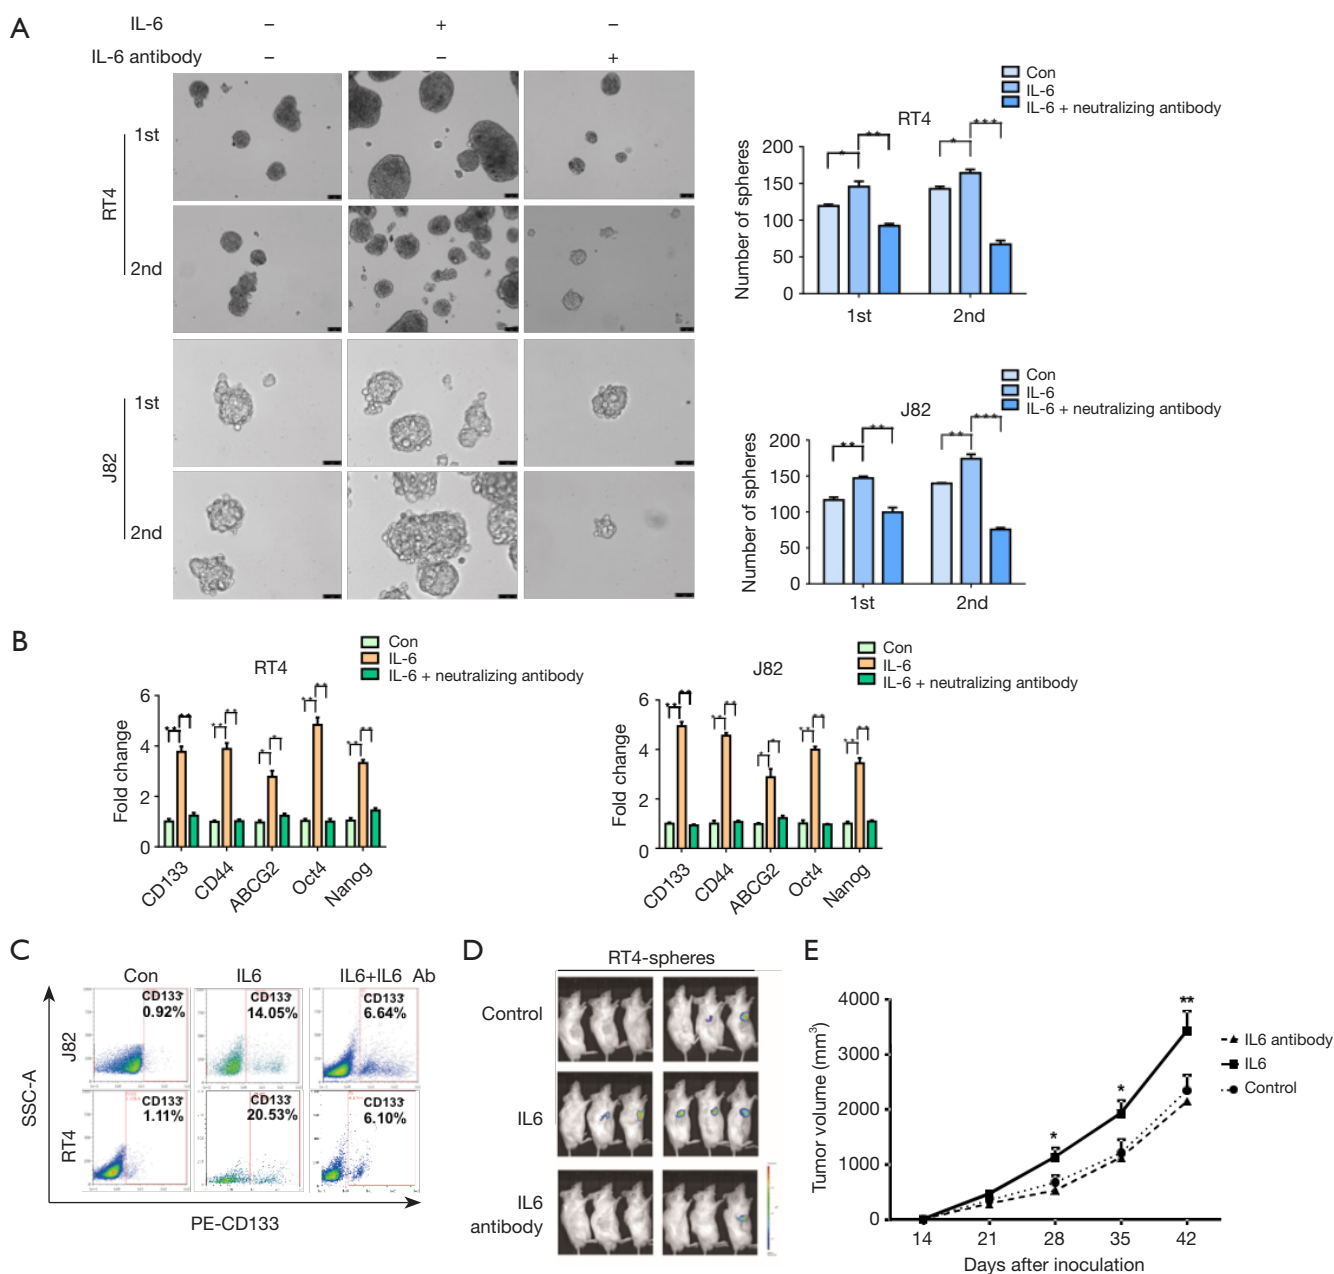 A
IL-6 – + –
IL-6 antibody – – +
RT4
1st
2nd
J82
1st
2nd
Con
IL-6
IL-6 + neutralizing antibody
RT4
* ** * ***
Number of spheres
200
150
100
50
0
1st 2nd
Con
IL-6
IL-6 + neutralizing antibody
J82
** ** ** ***
Number of spheres
200
150
100
50
0
1st 2nd
B
Con
IL-6
IL-6 + neutralizing antibody
RT4
** ** ** ** * * ** ** ** **
Fold change
6
4
2
0
CD133 CD44 ABCG2 Oct4 Nanog
Con
IL-6
IL-6 + neutralizing antibody
J82
** ** ** ** * * ** ** ** **
Fold change
6
4
2
0
CD133 CD44 ABCG2 Oct4 Nanog
C
Con IL6 IL6+IL6 Ab
SSC-A
J82
CD133
0.92%
CD133
14.05%
CD133
6.64%
RT4
CD133
1.11%
CD133
20.53%
CD133
6.10%
PE-CD133
D
RT4-spheres
Control
IL6
IL6
antibody
E
Tumor volume (mm³)
4000
3000
2000
1000
0
* * **
IL6 antibody
IL6
Control
14 21 28 35 42
Days after inoculation